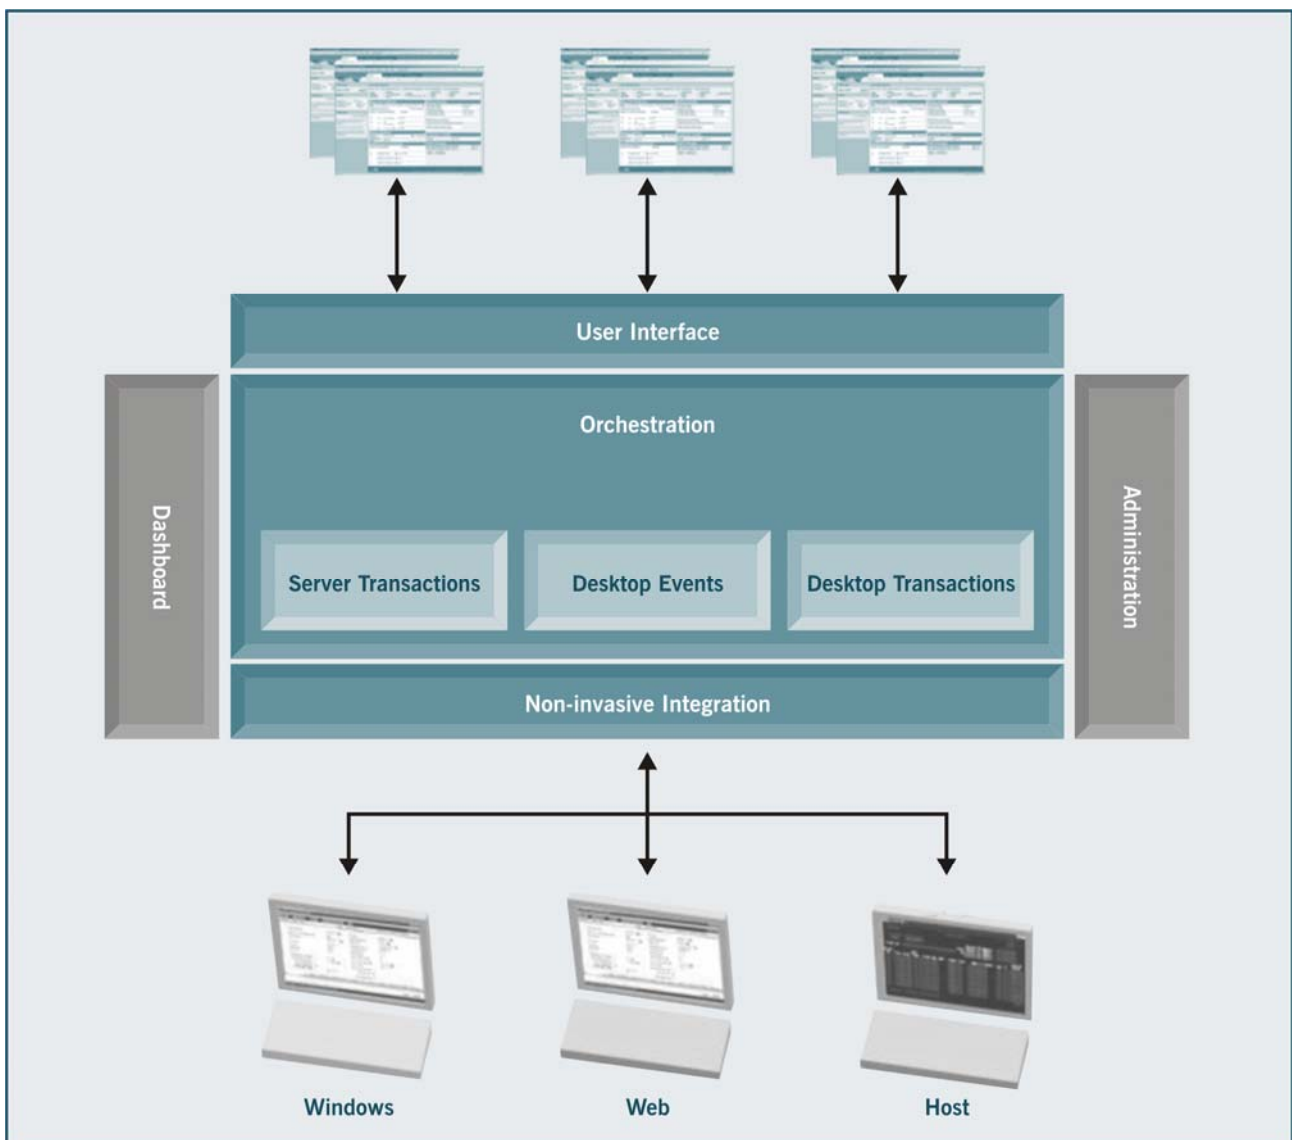 User Interface
Orchestration
Dashboard
Administration
Server Transactions
Desktop Events
Desktop Transactions
Non-invasive Integration
Windows
Web
Host